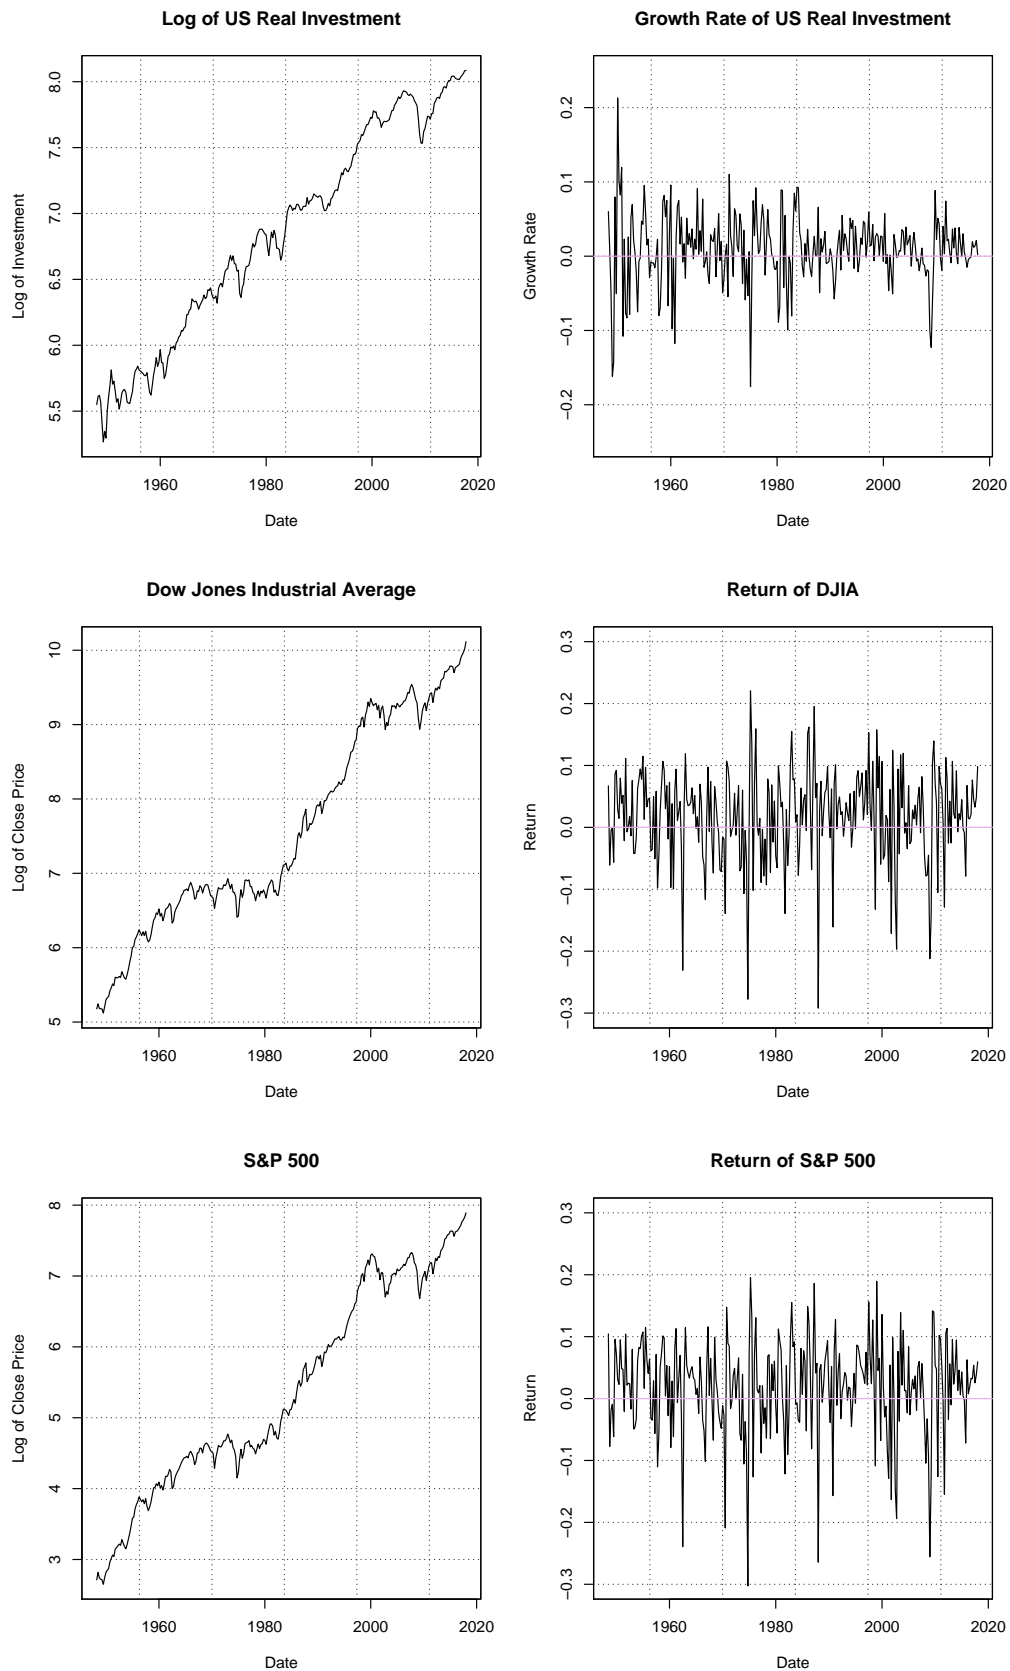 Log of US Real Investment
Log of Investment
5.5 6.0 6.5 7.0 7.5 8.0
1960 1980 2000 2020
Date
Growth Rate of US Real Investment
Growth Rate
−0.2 −0.1 0.0 0.1 0.2
1960 1980 2000 2020
Date
Dow Jones Industrial Average
Log of Close Price
5 6 7 8 9 10
1960 1980 2000 2020
Date
Return of DJIA
Return
−0.3 −0.2 −0.1 0.0 0.1 0.2 0.3
1960 1980 2000 2020
Date
S&P 500
Log of Close Price
3 4 5 6 7 8
1960 1980 2000 2020
Date
Return of S&P 500
Return
−0.3 −0.2 −0.1 0.0 0.1 0.2 0.3
1960 1980 2000 2020
Date